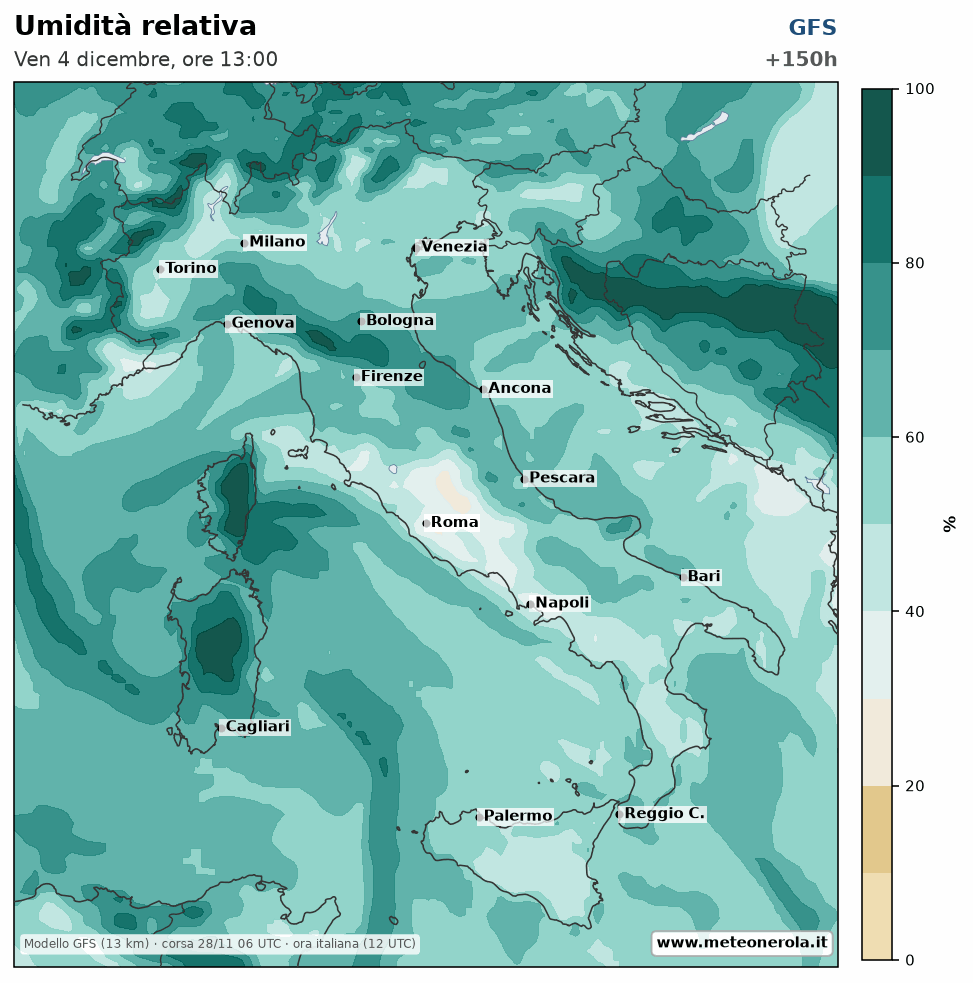 Umidità relativa
GFS
Ven 4 dicembre, ore 13:00
+150h
100
80
60
40
20
0
%
Milano
Venezia
Torino
Genova
Bologna
Firenze
Ancona
Pescara
Roma
Bari
Napoli
Cagliari
Palermo
Reggio C.
Modello GFS (13 km) · corsa 28/11 06 UTC · ora italiana (12 UTC)
www.meteonerola.it